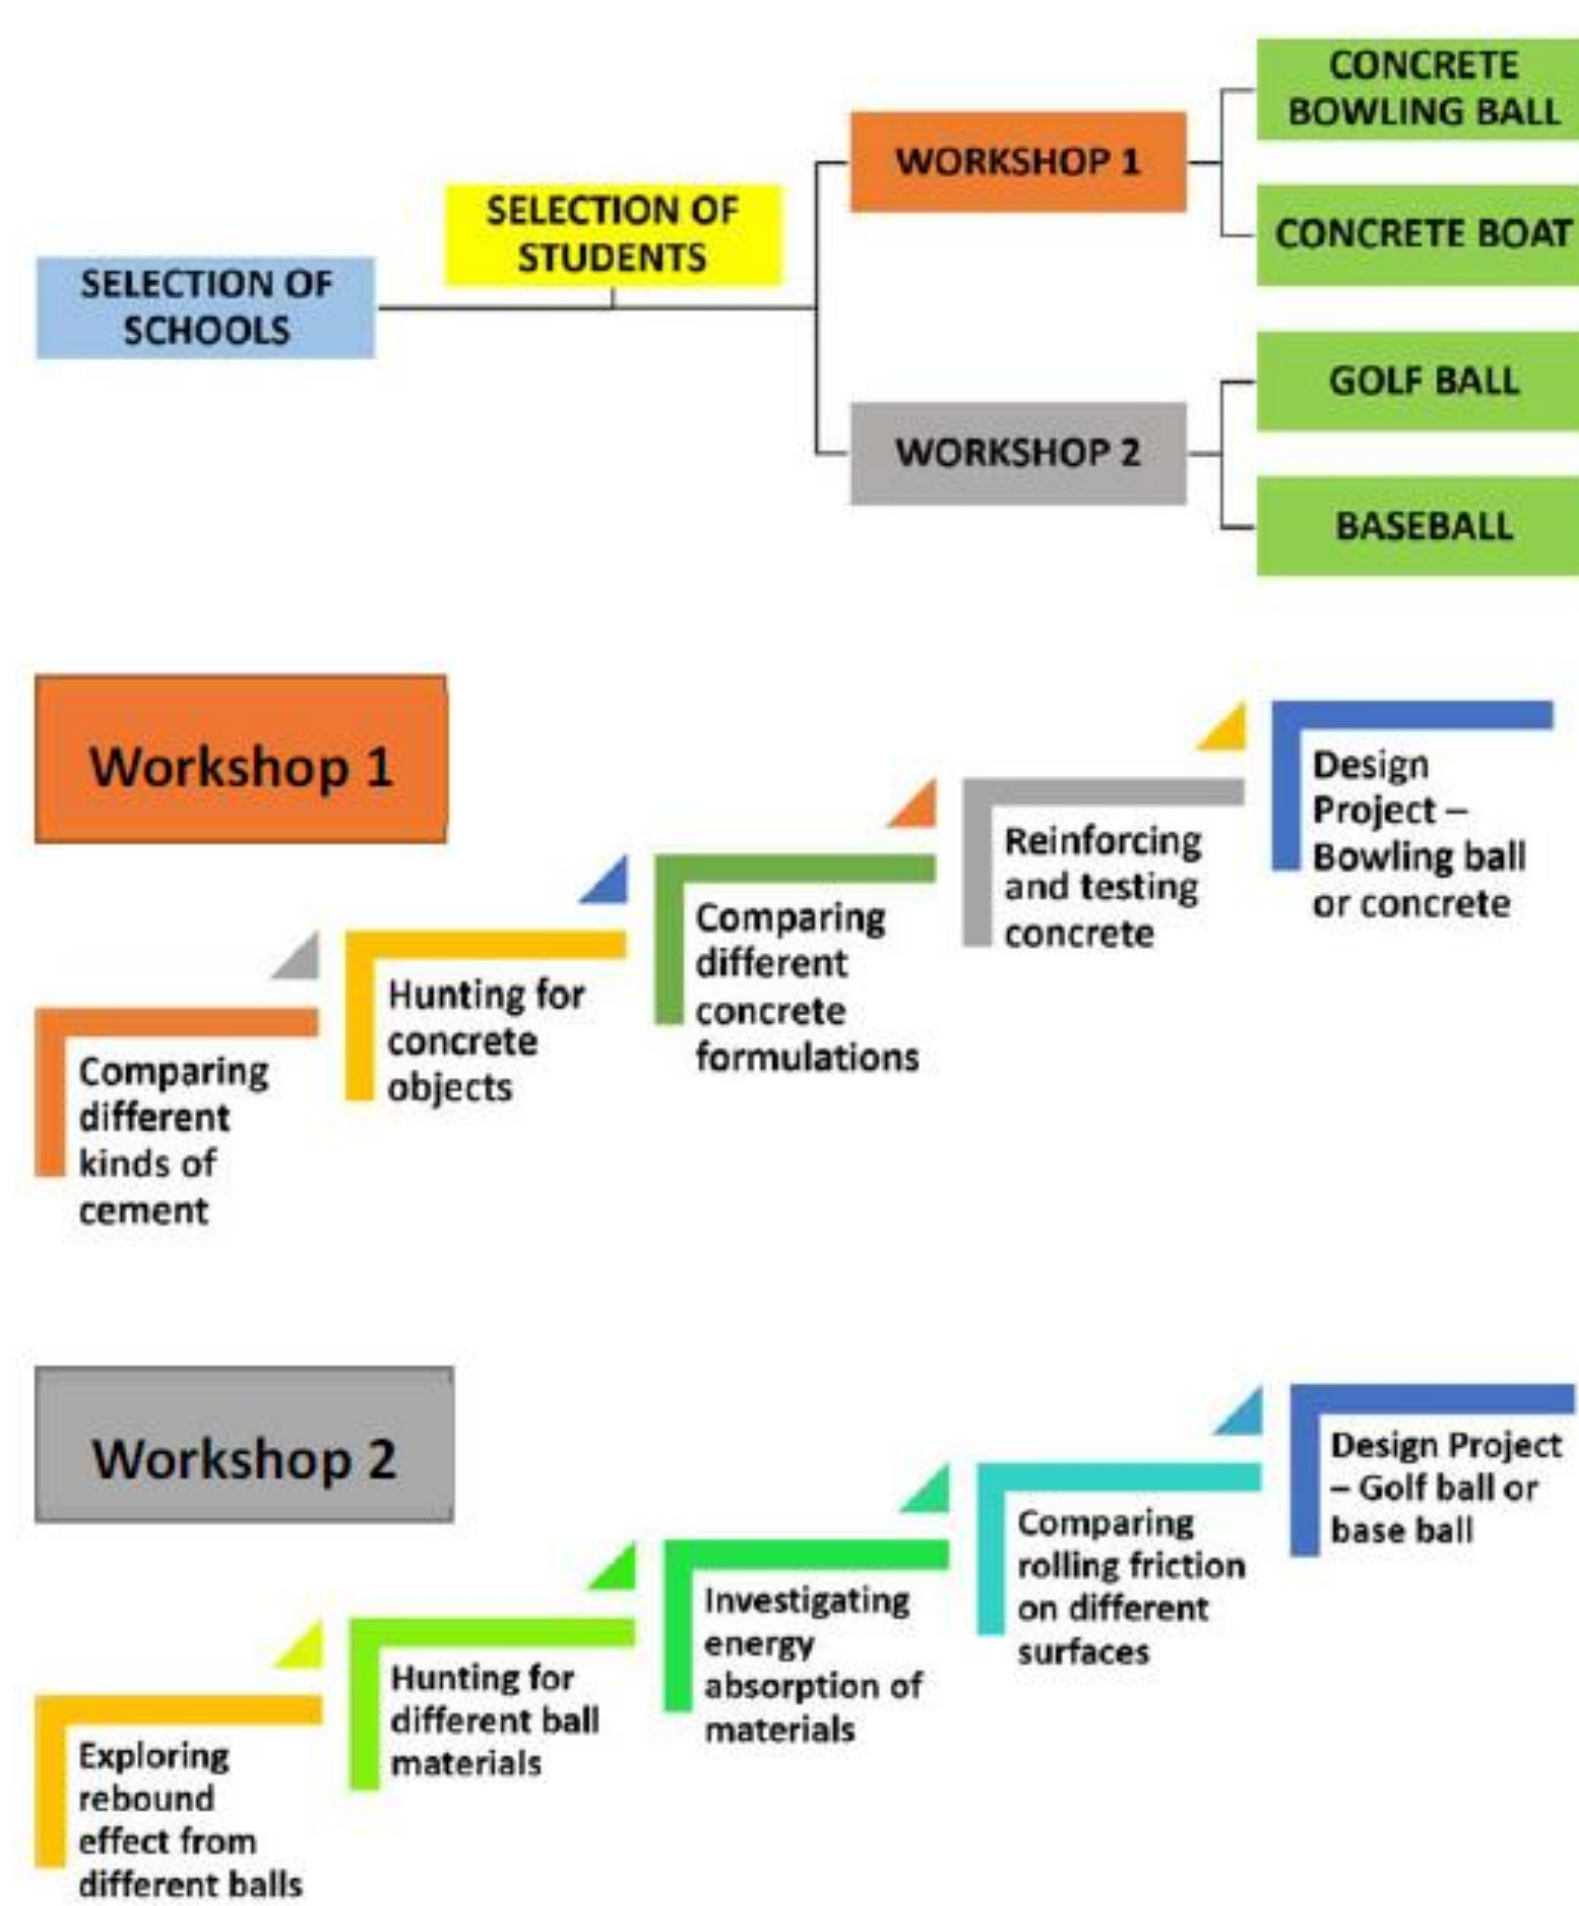 SELECTION OF
SCHOOLS
SELECTION OF
STUDENTS
WORKSHOP 1
WORKSHOP 2
CONCRETE
BOWLING BALL
CONCRETE BOAT
GOLF BALL
BASEBALL
Workshop 1
Comparing
different
kinds of
cement
Hunting for
concrete
objects
Comparing
different
concrete
formulations
Reinforcing
and testing
concrete
Design
Project –
Bowling ball
or concrete
Workshop 2
Exploring
rebound
effect from
different balls
Hunting for
different ball
materials
Investigating
energy
absorption of
materials
Comparing
rolling friction
on different
surfaces
Design Project
– Golf ball or
base ball